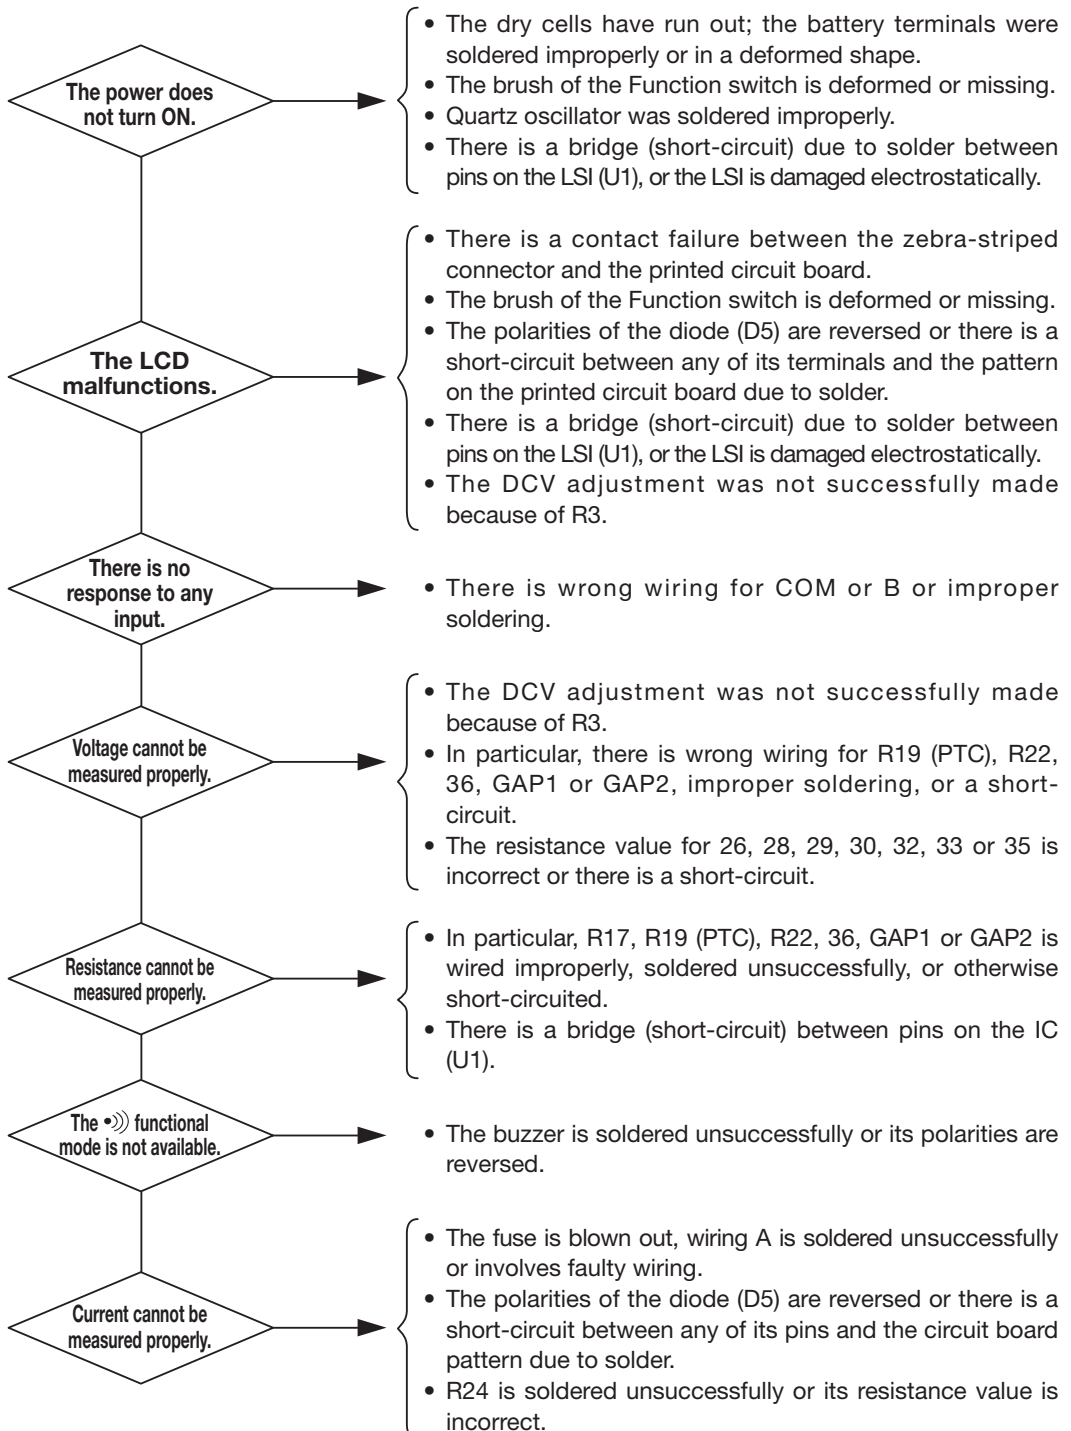 The power does
not turn ON.
• The dry cells have run out; the battery terminals were
soldered improperly or in a deformed shape.
• The brush of the Function switch is deformed or missing.
• Quartz oscillator was soldered improperly.
• There is a bridge (short-circuit) due to solder between
pins on the LSI (U1), or the LSI is damaged electrostatically.
The LCD
malfunctions.
• There is a contact failure between the zebra-striped
connector and the printed circuit board.
• The brush of the Function switch is deformed or missing.
• The polarities of the diode (D5) are reversed or there is a
short-circuit between any of its terminals and the pattern
on the printed circuit board due to solder.
• There is a bridge (short-circuit) due to solder between
pins on the LSI (U1), or the LSI is damaged electrostatically.
• The DCV adjustment was not successfully made
because of R3.
There is no
response to any
input.
• There is wrong wiring for COM or B or improper
soldering.
Voltage cannot be
measured properly.
• The DCV adjustment was not successfully made
because of R3.
• In particular, there is wrong wiring for R19 (PTC), R22,
36, GAP1 or GAP2, improper soldering, or a short-
circuit.
• The resistance value for 26, 28, 29, 30, 32, 33 or 35 is
incorrect or there is a short-circuit.
Resistance cannot be
measured properly.
• In particular, R17, R19 (PTC), R22, 36, GAP1 or GAP2 is
wired improperly, soldered unsuccessfully, or otherwise
short-circuited.
• There is a bridge (short-circuit) between pins on the IC
(U1).
The •))) functional
mode is not available.
• The buzzer is soldered unsuccessfully or its polarities are
reversed.
Current cannot be
measured properly.
• The fuse is blown out, wiring A is soldered unsuccessfully
or involves faulty wiring.
• The polarities of the diode (D5) are reversed or there is a
short-circuit between any of its pins and the circuit board
pattern due to solder.
• R24 is soldered unsuccessfully or its resistance value is
incorrect.